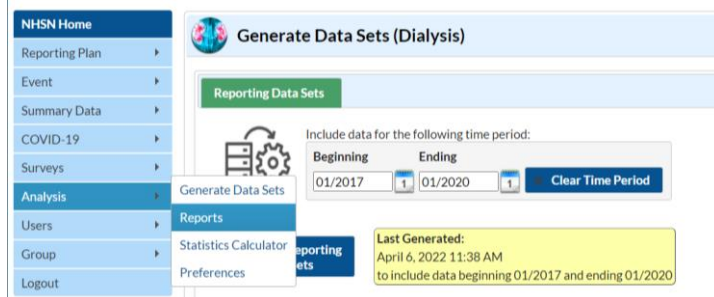 NHSN Home
Reporting Plan
Event
Summary Data
COVID-19
Surveys
Analysis
Users
Group
Logout
Generate Data Sets
Reports
Statistics Calculator
Preferences
Generate Data Sets (Dialysis)
Reporting Data Sets
Include data for the following time period:
Beginning Ending
01/2017 1 01/2020 1 Clear Time Period
Last Generated:
April 6, 2022 11:38 AM
to include data beginning 01/2017 and ending 01/2020